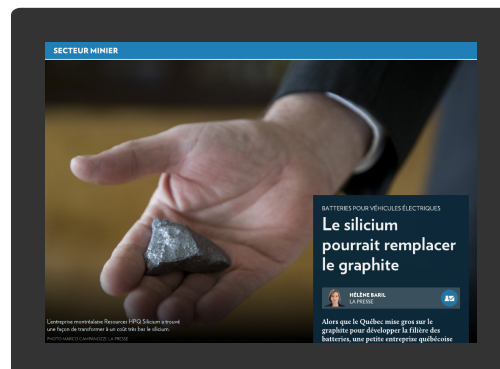 SECTEUR MINIER
BATTERIES POUR VÉHICULES ÉLECTRIQUES
Le silicium
pourrait remplacer
le graphite
HÉLÈNE BARIL
LA PRESSE
Alors que le Québec mise gros sur le
graphite pour développer la filière des
batteries, une petite entreprise québécoise
L'entreprise montréalaise Resources HPQ Silicium a trouvé
une façon de transformer à un coût très bas le silicium.
PHOTO MARCO CAMPANOZZI, LA PRESSE